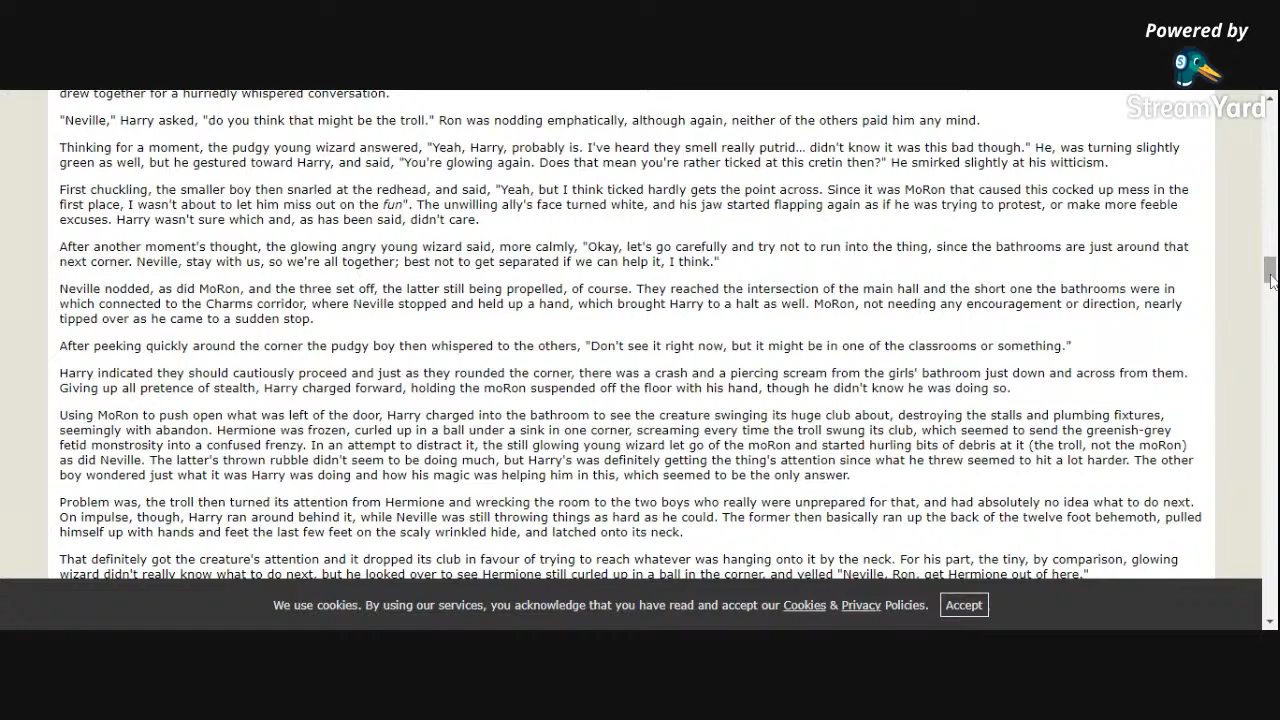 Powered by
StreamYard
drew together for a hurriedly whispered conversation.
"Neville," Harry asked, "do you think that might be the troll." Ron was nodding emphatically, although again, neither of the others paid him any mind.
Thinking for a moment, the pudgy young wizard answered, "Yeah, Harry, probably is. I've heard they smell really putrid... didn't know it was this bad though." He, was turning slightly
green as well, but he gestured toward Harry, and said, "You're glowing again. Does that mean you're rather ticked at this cretin then?" He smirked slightly at his witticism.
First chuckling, the smaller boy then snarled at the redhead, and said, "Yeah, but I think ticked hardly gets the point across. Since it was MoRon that caused this cocked up mess in the
first place, I wasn't about to let him miss out on the fun". The unwilling ally's face turned white, and his jaw started flapping again as if he was trying to protest, or make more feeble
excuses. Harry wasn't sure which and, as has been said, didn't care.
After another moment's thought, the glowing angry young wizard said, more calmly, "Okay, let's go carefully and try not to run into the thing, since the bathrooms are just around that
next corner. Neville, stay with us, so we're all together; best not to get separated if we can help it, I think."
Neville nodded, as did MoRon, and the three set off, the latter still being propelled, of course. They reached the intersection of the main hall and the short one the bathrooms were in
which connected to the Charms corridor, where Neville stopped and held up a hand, which brought Harry to a halt as well. MoRon, not needing any encouragement or direction, nearly
tipped over as he came to a sudden stop.
After peeking quickly around the corner the pudgy boy then whispered to the others, "Don't see it right now, but it might be in one of the classrooms or something."
Harry indicated they should cautiously proceed and just as they rounded the corner, there was a crash and a piercing scream from the girls' bathroom just down and across from them.
Giving up all pretence of stealth, Harry charged forward, holding the moRon suspended off the floor with his hand, though he didn't know he was doing so.
Using MoRon to push open what was left of the door, Harry charged into the bathroom to see the creature swinging its huge club about, destroying the stalls and plumbing fixtures,
seemingly with abandon. Hermione was frozen, curled up in a ball under a sink in one corner, screaming every time the troll swung its club, which seemed to send the greenish-grey
fetid monstrosity into a confused frenzy. In an attempt to distract it, the still glowing young wizard let go of the moRon and started hurling bits of debris at it (the troll, not the moRon)
as did Neville. The latter's thrown rubble didn't seem to be doing much, but Harry's was definitely getting the thing's attention since what he threw seemed to hit a lot harder. The other
boy wondered just what it was Harry was doing and how his magic was helping him in this, which seemed to be the only answer.
Problem was, the troll then turned its attention from Hermione and wrecking the room to the two boys who really were unprepared for that, and had absolutely no idea what to do next.
On impulse, though, Harry ran around behind it, while Neville was still throwing things as hard as he could. The former then basically ran up the back of the twelve foot behemoth, pulled
himself up with hands and feet the last few feet on the scaly wrinkled hide, and latched onto its neck.
That definitely got the creature's attention and it dropped its club in favour of trying to reach whatever was hanging onto it by the neck. For his part, the tiny, by comparison, glowing
wizard didn't really know what to do next, but he looked over to see Hermione still curled up in a ball in the corner, and yelled "Neville, Ron, get Hermione out of here."
We use cookies. By using our services, you acknowledge that you have read and accept our Cookies & Privacy Policies. Accept